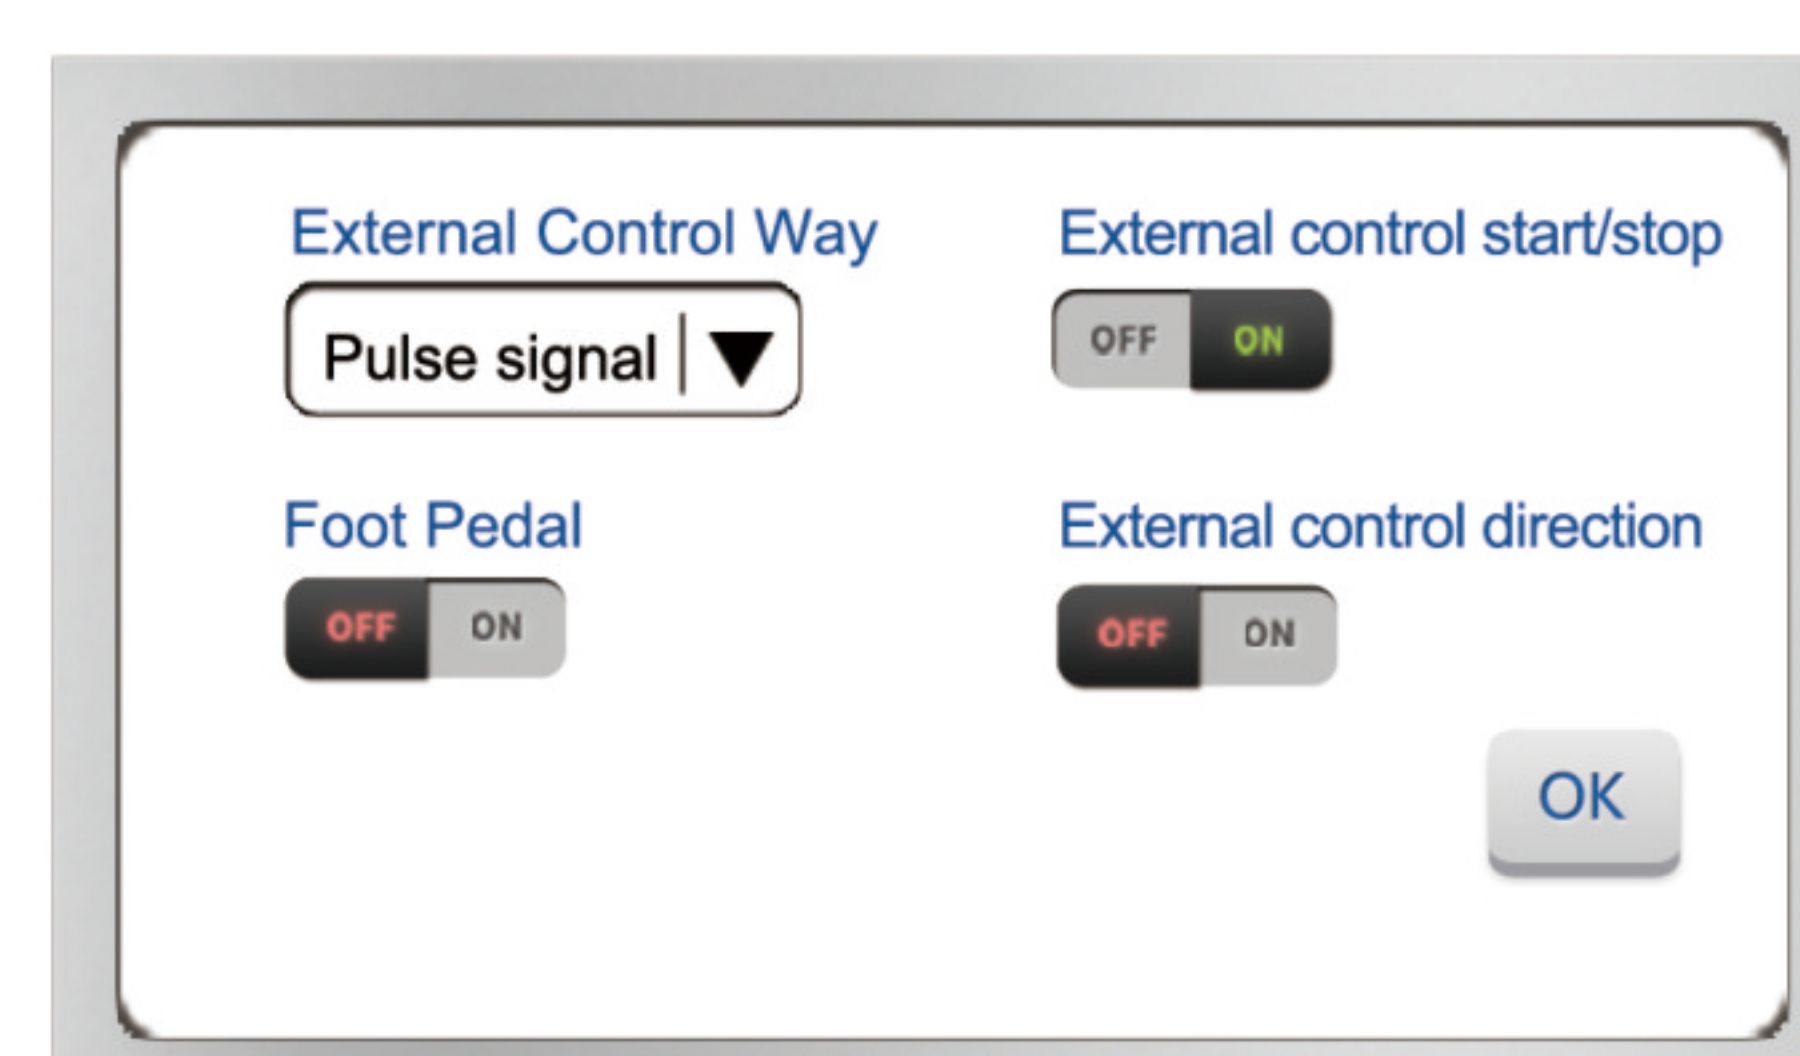 External Control Way
External control start/stop
Pulse signal
OFF ON
Foot Pedal
External control direction
OFF ON
OFF ON
OK